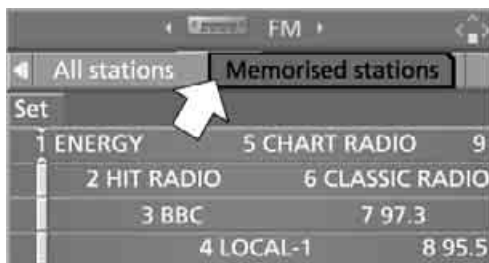 FM
All stations Memorised stations
Set
1 ENERGY 5 CHART RADIO 9
2 HIT RADIO 6 CLASSIC RADIO
3 BBC 7 97.3
4 LOCAL-1 8 95.5